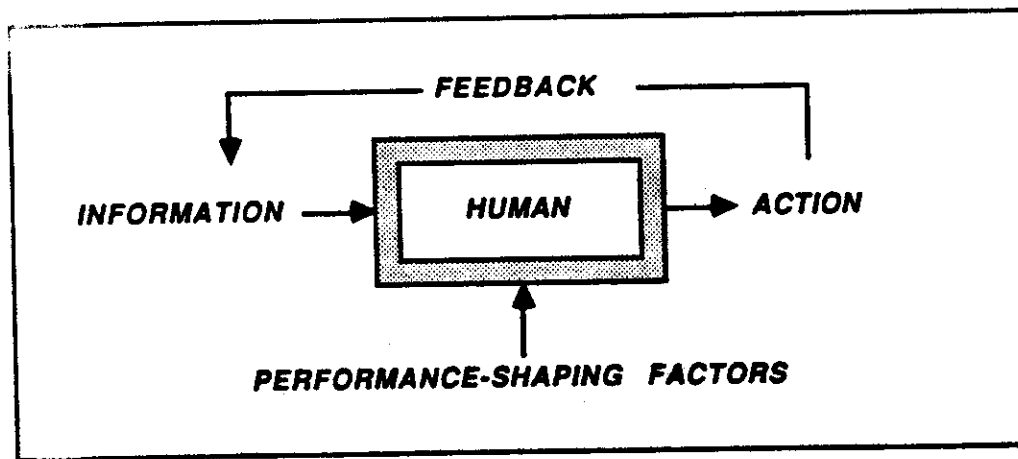 FEEDBACK
INFORMATION
HUMAN
ACTION
PERFORMANCE-SHAPING FACTORS